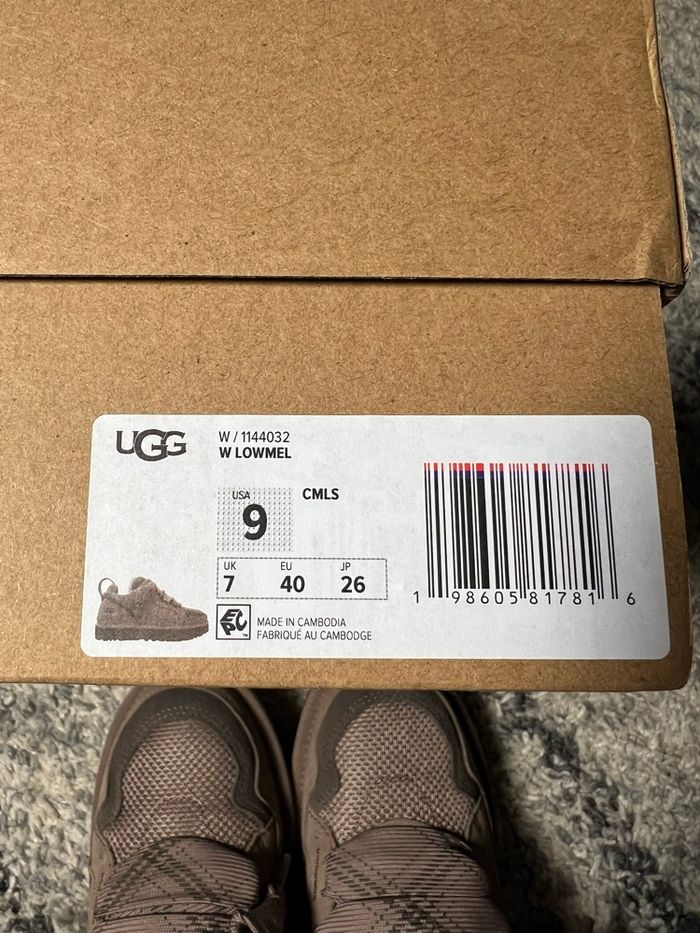 UGG
W / 1144032
W LOWMEL
USA
9
CMLS
UK EU JP
7 40 26
EPC
MADE IN CAMBODIA
FABRIQUÉ AU CAMBODGE
1 98605 81781 6